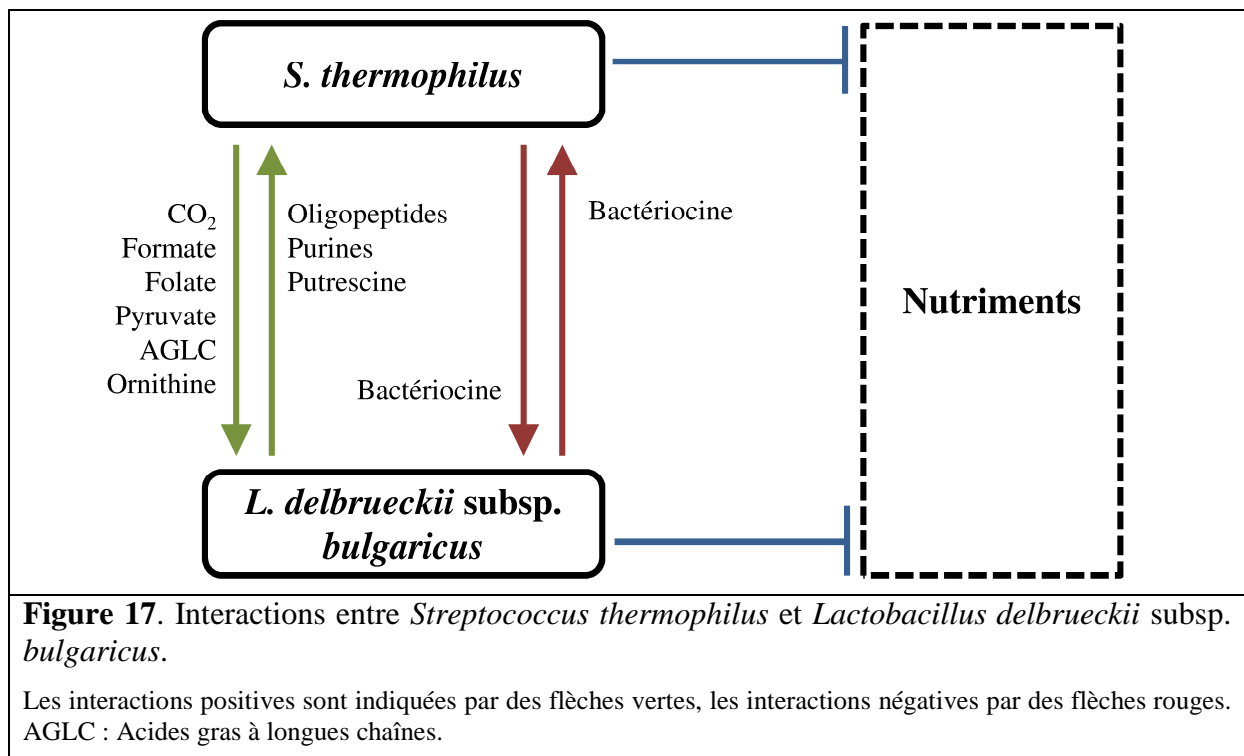 S. thermophilus
CO₂
Formate
Folate
Pyruvate
AGLC
Ornithine
Oligopeptides
Purines
Putrescine
Bactériocine
Bactériocine
Nutriments
L. delbrueckii subsp.
bulgaricus
Figure 17. Interactions entre Streptococcus thermophilus et Lactobacillus delbrueckii subsp.
bulgaricus.
Les interactions positives sont indiquées par des flèches vertes, les interactions négatives par des flèches rouges.
AGLC : Acides gras à longues chaînes.